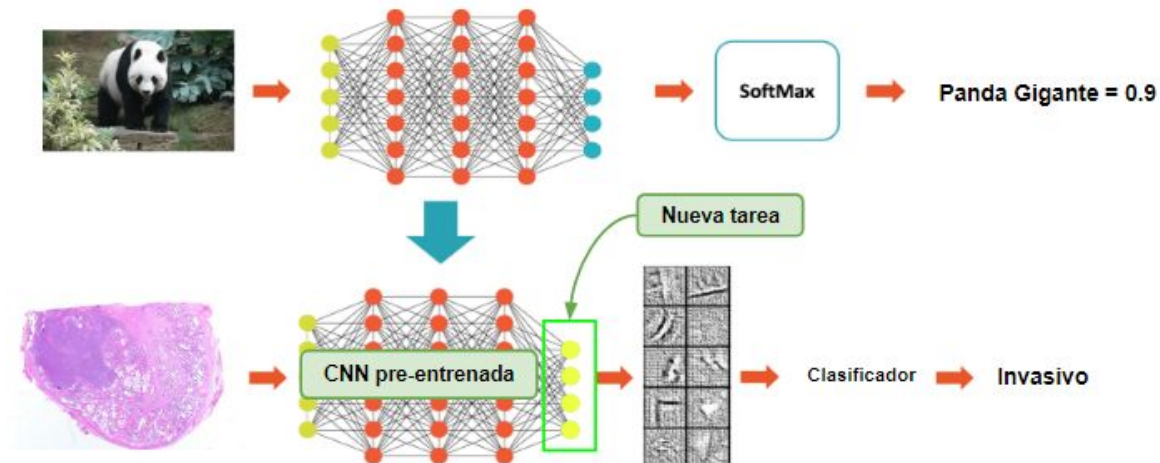 SoftMax
Panda Gigante = 0.9
Nueva tarea
CNN pre-entrenada
Clasificador
Invasivo